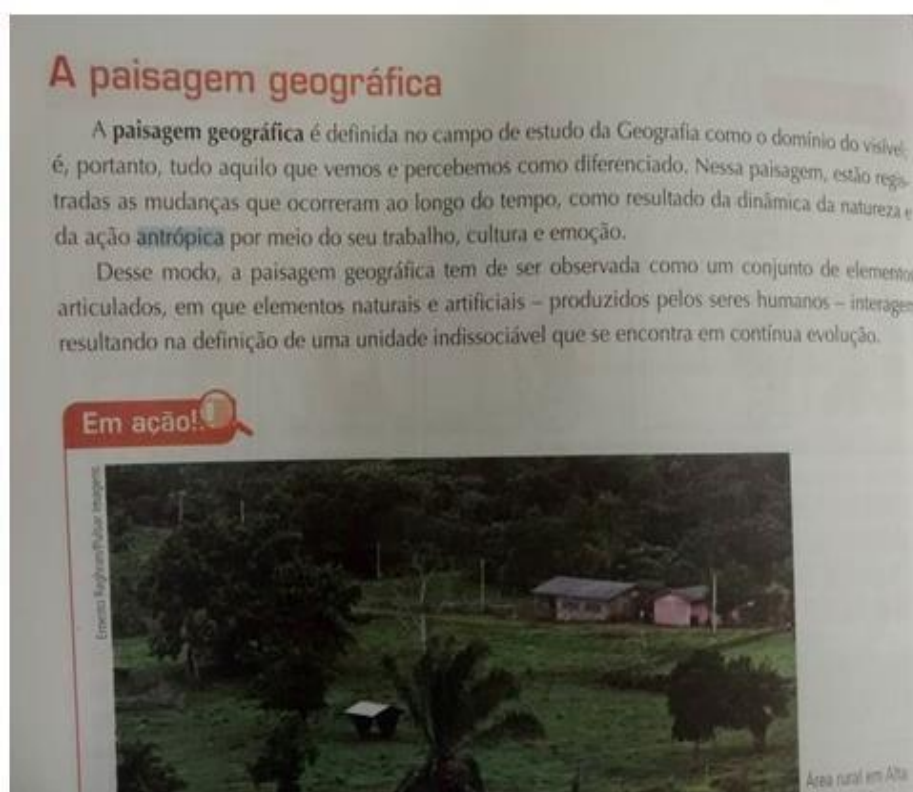 A paisagem geográfica
A paisagem geográfica é definida no campo de estudo da Geografia como o domínio do visível;
é, portanto, tudo aquilo que vemos e percebemos como diferenciado. Nessa paisagem, estão regis-
tradas as mudanças que ocorreram ao longo do tempo, como resultado da dinâmica da natureza e
da ação antrópica por meio do seu trabalho, cultura e emoção.
Desse modo, a paisagem geográfica tem de ser observada como um conjunto de elementos
articulados, em que elementos naturais e artificiais – produzidos pelos seres humanos – interagem
resultando na definição de uma unidade indissociável que se encontra em contínua evolução.
Em ação!
Ernesto Reghran/Pulsar Imagens
Área rural em Alta